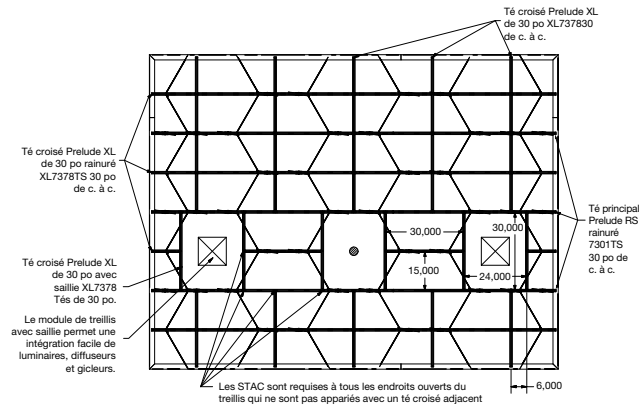 Té croisé Prelude XL
de 30 po XL737830
de c. à c.
Té croisé Prelude XL
de 30 po rainuré
XL7378TS 30 po
de c. à c.
Té principal
Prelude RS
rainuré
7301TS
30 po de
c. à c.
30,000
30,000
15,000
24,000
Té croisé Prelude XL
de 30 po avec
saillie XL7378
Tés de 30 po.
Le module de treillis
avec saillie permet une
intégration facile de
luminaires, diffuseurs
et gicleurs.
Les STAC sont requises à tous les endroits ouverts du
treillis qui ne sont pas appariés avec un té croisé adjacent
6,000